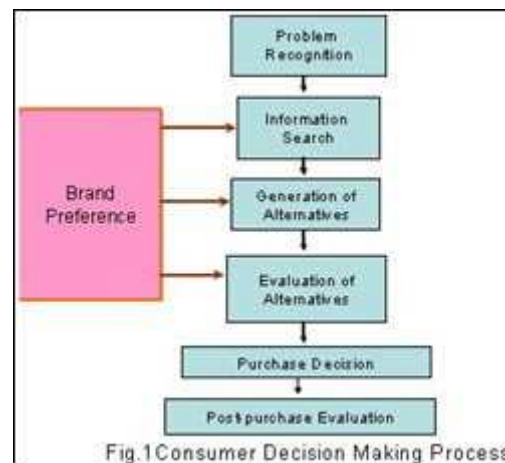 Problem
Recognition
Information
Search
Brand
Preference
Generation of
Alternatives
Evaluation of
Alternatives
Purchase Decision
Post-purchase Evaluation
Fig.1Consumer Decision Making Process